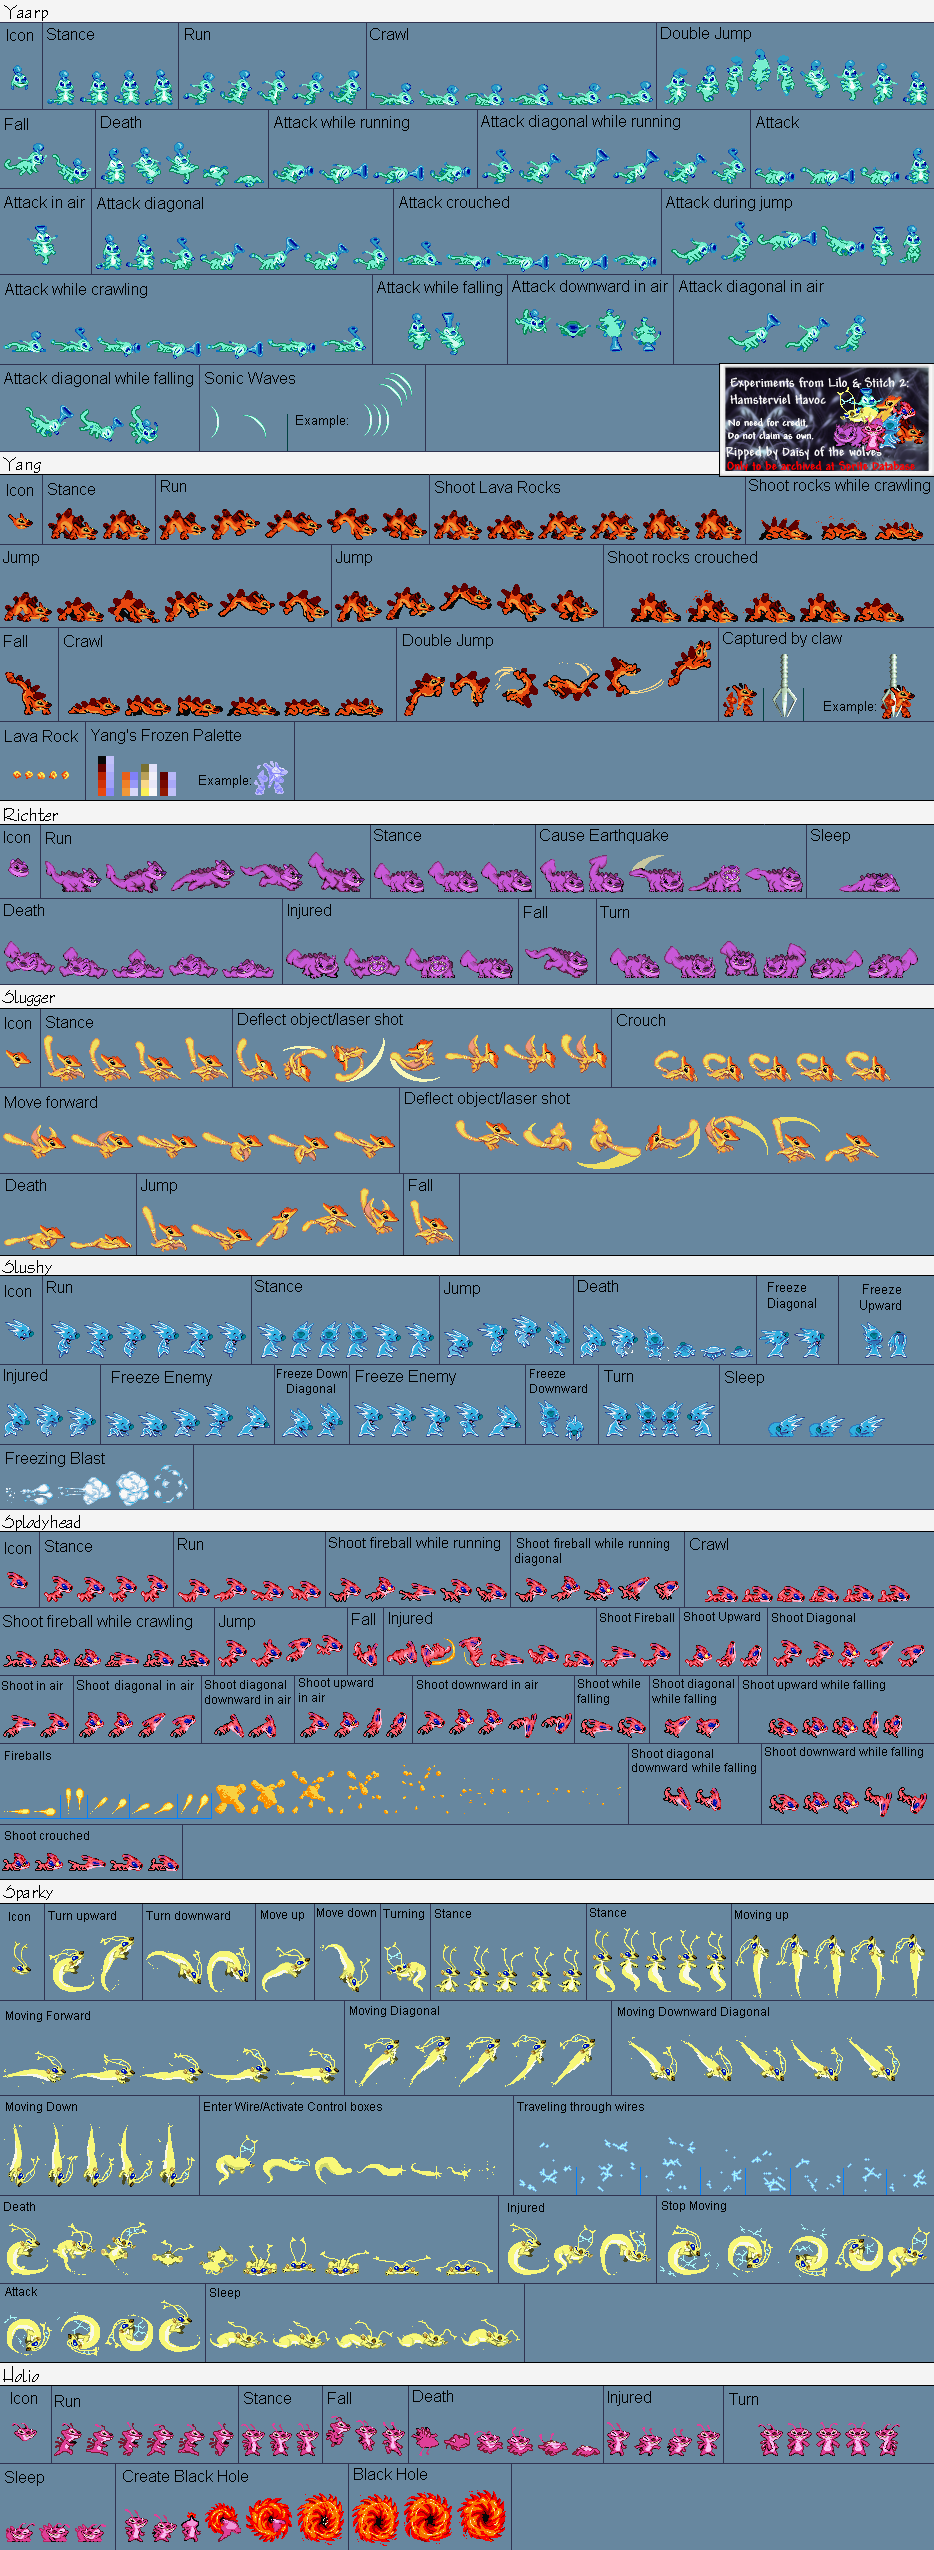 Yaarp
Icon
Stance
Run
Crawl
Double Jump
Fall
Death
Attack while running
Attack diagonal while running
Attack
Attack in air
Attack diagonal
Attack crouched
Attack during jump
Attack while crawling
Attack while falling
Attack downward in air
Attack diagonal in air
Attack diagonal while falling
Sonic Waves
Example:
Experiments from Lilo & Stitch 2:
Hamsterviel Havoc
No need for credit.
Do not claim as own.
Ripped by Daisy of the wolves
Only to be archived at Sprite Database
Yang
Icon
Stance
Run
Shoot Lava Rocks
Shoot rocks while crawling
Jump
Jump
Shoot rocks crouched
Fall
Crawl
Double Jump
Captured by claw
Example:
Lava Rock
Yang's Frozen Palette
Example:
Richter
Icon
Run
Stance
Cause Earthquake
Sleep
Death
Injured
Fall
Turn
Slugger
Icon
Stance
Deflect object/laser shot
Crouch
Move forward
Deflect object/laser shot
Death
Jump
Fall
Slushy
Icon
Run
Stance
Jump
Death
Freeze
Diagonal
Freeze
Upward
Injured
Freeze Enemy
Freeze Down
Diagonal
Freeze Enemy
Freeze
Downward
Turn
Sleep
Freezing Blast
Splodyhead
Icon
Stance
Run
Shoot fireball while running
Shoot fireball while running
diagonal
Crawl
Shoot fireball while crawling
Jump
Fall
Injured
Shoot Fireball
Shoot Upward
Shoot Diagonal
Shoot in air
Shoot diagonal in air
Shoot diagonal
downward in air
Shoot upward
in air
Shoot downward in air
Shoot while
falling
Shoot diagonal
while falling
Shoot upward while falling
Fireballs
Shoot diagonal
downward while falling
Shoot downward while falling
Shoot crouched
Sparky
Icon
Turn upward
Turn downward
Move up
Move down
Turning
Stance
Stance
Moving up
Moving Forward
Moving Diagonal
Moving Downward Diagonal
Moving Down
Enter Wire/Activate Control boxes
Traveling through wires
Death
Injured
Stop Moving
Attack
Sleep
Holio
Icon
Run
Stance
Fall
Death
Injured
Turn
Sleep
Create Black Hole
Black Hole